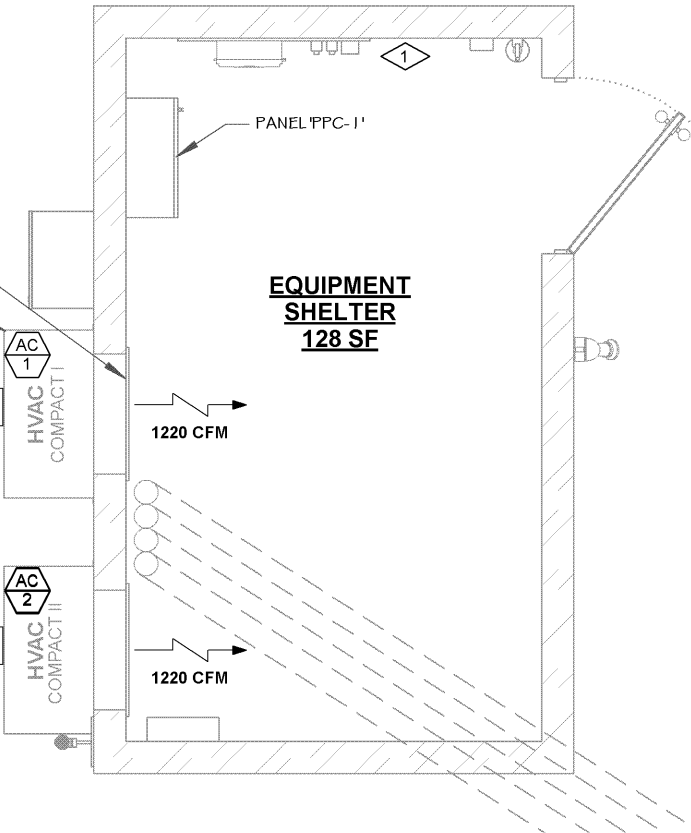 1
PANEL 'PPC-1'
EQUIPMENT
SHELTER
128 SF
AC
1
HVAC
COMPACT I
1220 CFM
AC
2
HVAC
COMPACT II
1220 CFM